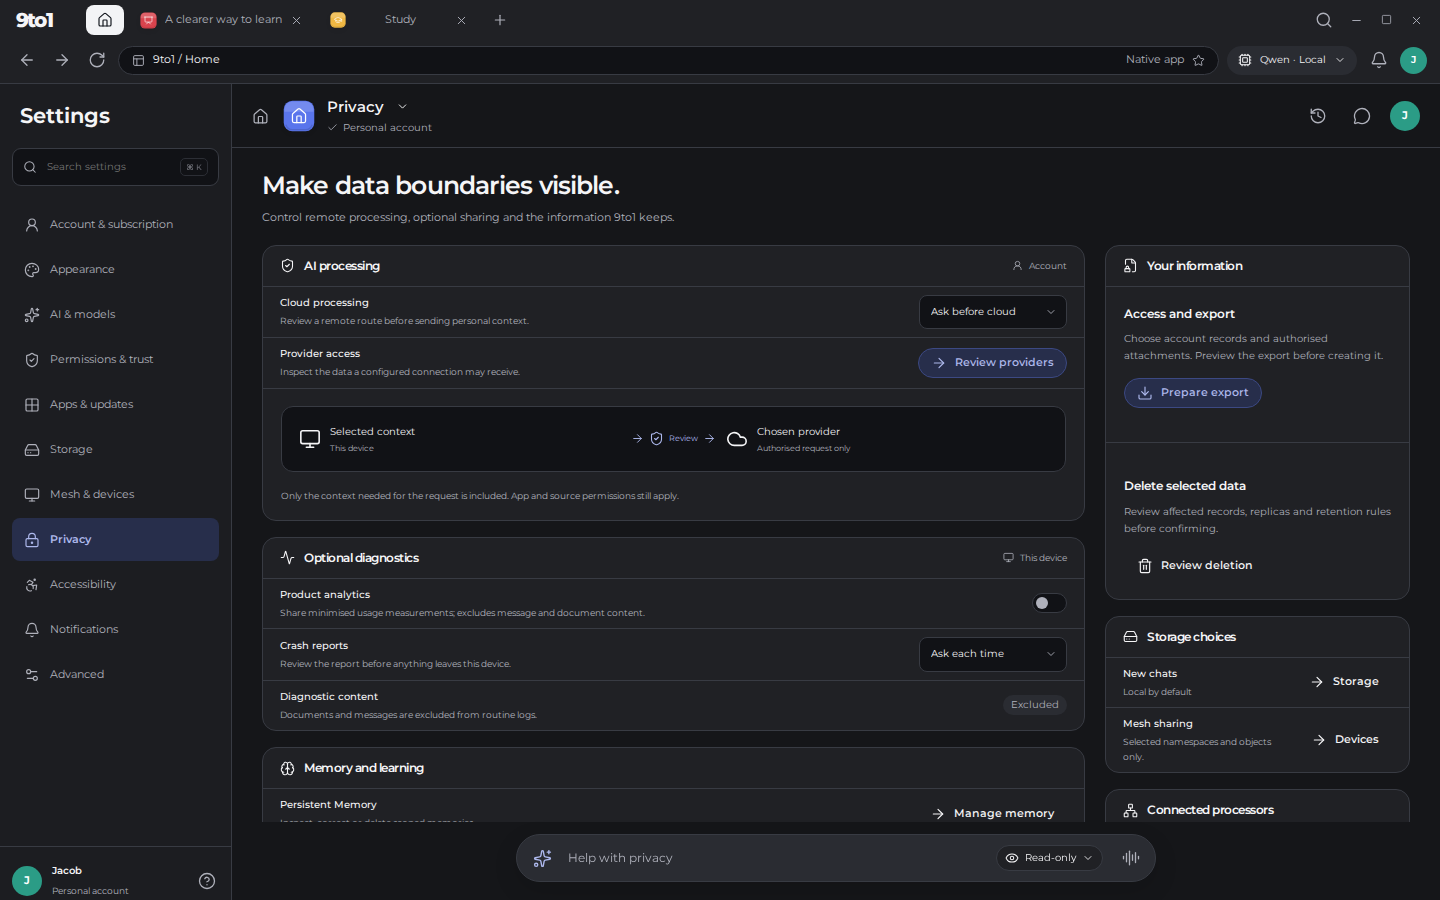 9to1
A clearer way to learn
Study
9to1 / Home
Native app
Qwen · Local
J
Settings
Search settings
⌘ K
Account & subscription
Appearance
AI & models
Permissions & trust
Apps & updates
Storage
Mesh & devices
Privacy
Accessibility
Notifications
Advanced
J
Jacob
Personal account
Privacy
Personal account
J
Make data boundaries visible.
Control remote processing, optional sharing and the information 9to1 keeps.
AI processing
Account
Cloud processing
Review a remote route before sending personal context.
Ask before cloud
Provider access
Inspect the data a configured connection may receive.
Review providers
Selected context
This device
Review
Chosen provider
Authorised request only
Only the context needed for the request is included. App and source permissions still apply.
Optional diagnostics
This device
Product analytics
Share minimised usage measurements; excludes message and document content.
Crash reports
Review the report before anything leaves this device.
Ask each time
Diagnostic content
Documents and messages are excluded from routine logs.
Excluded
Memory and learning
Persistent Memory
Manage memory
Your information
Access and export
Choose account records and authorised
attachments. Preview the export before creating it.
Prepare export
Delete selected data
Review affected records, replicas and retention rules
before confirming.
Review deletion
Storage choices
New chats
Local by default
Storage
Mesh sharing
Selected namespaces and objects
only.
Devices
Connected processors
Help with privacy
Read-only